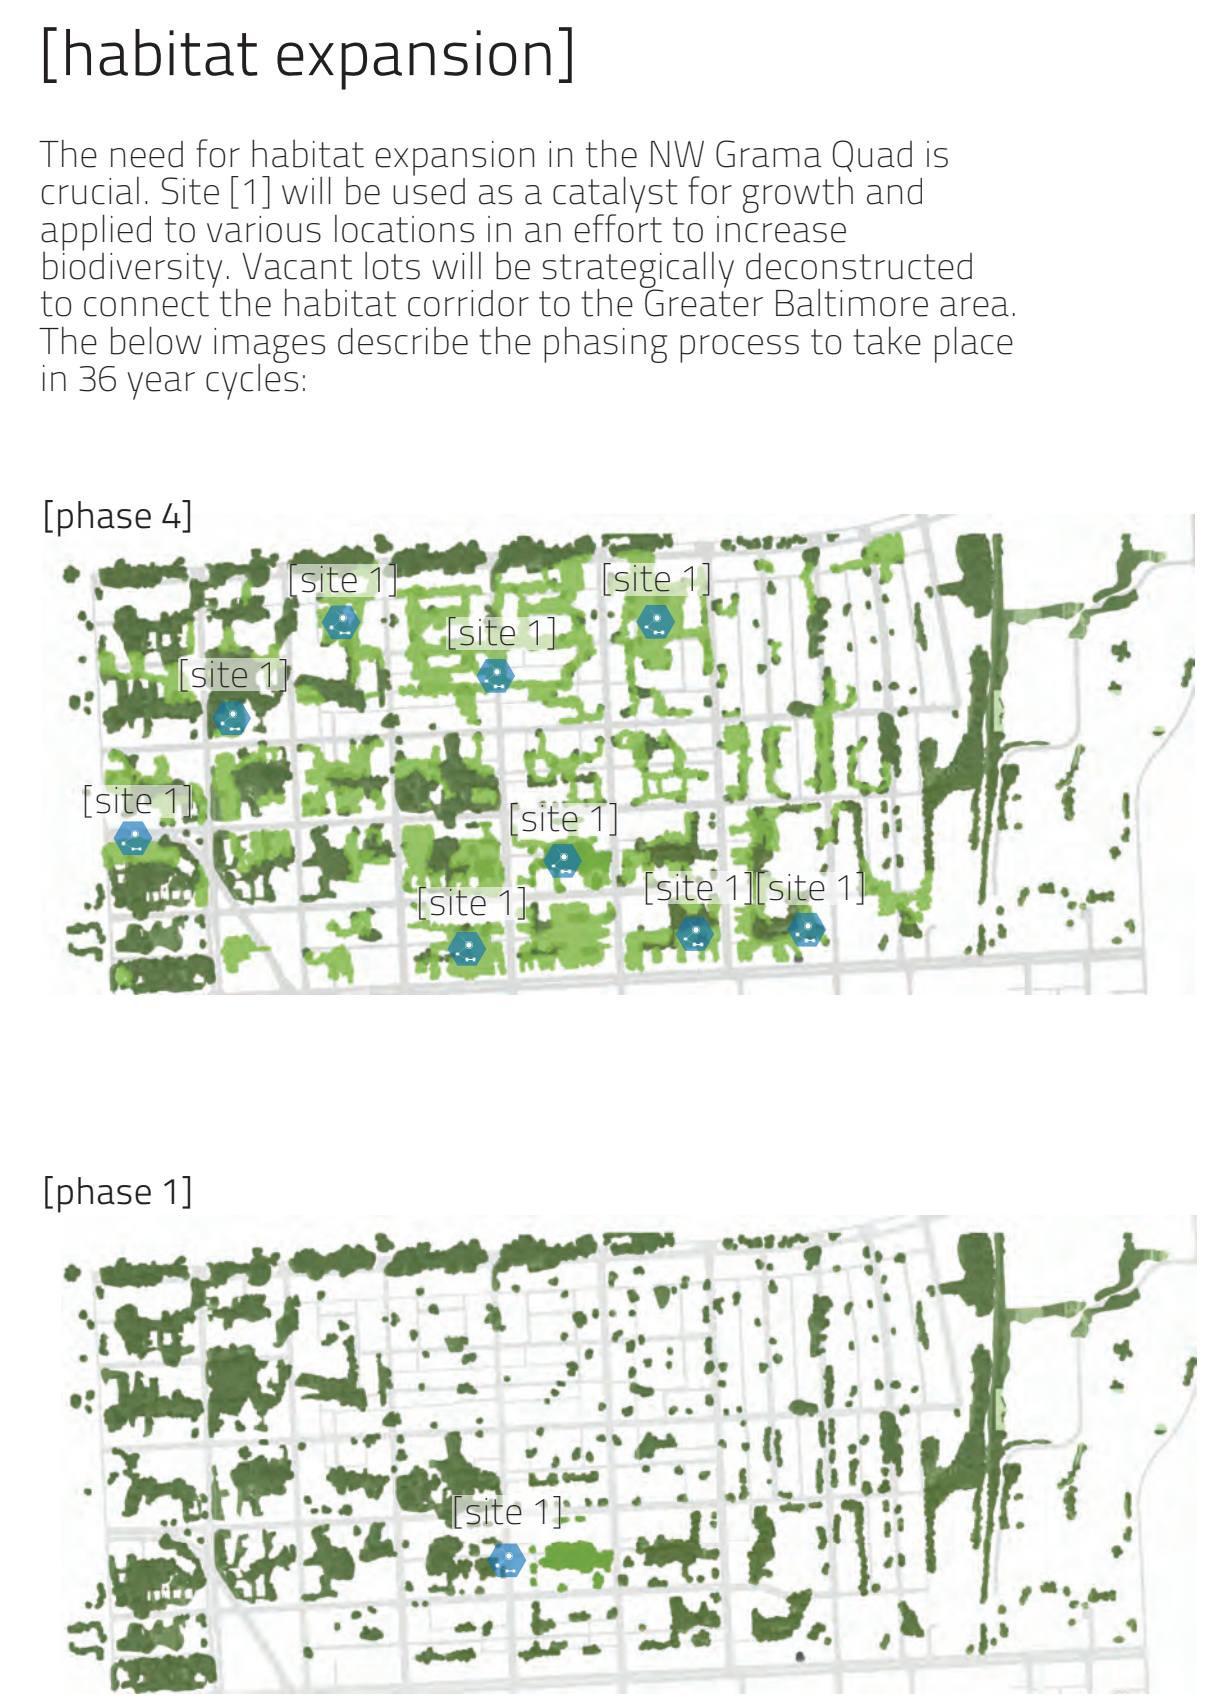 [habitat expansion]
The need for habitat expansion in the NW Grama Quad is
crucial. Site [1] will be used as a catalyst for growth and
applied to various locations in an effort to increase
biodiversity. Vacant lots will be strategically deconstructed
to connect the habitat corridor to the Greater Baltimore area.
The below images describe the phasing process to take place
in 36 year cycles:
[phase 4]
[site 1]
[site 1]
[site 1]
[site 1]
[site 1]
[site 1]
[site 1]
[site 1]
[site 1]
[phase 1]
[site 1]